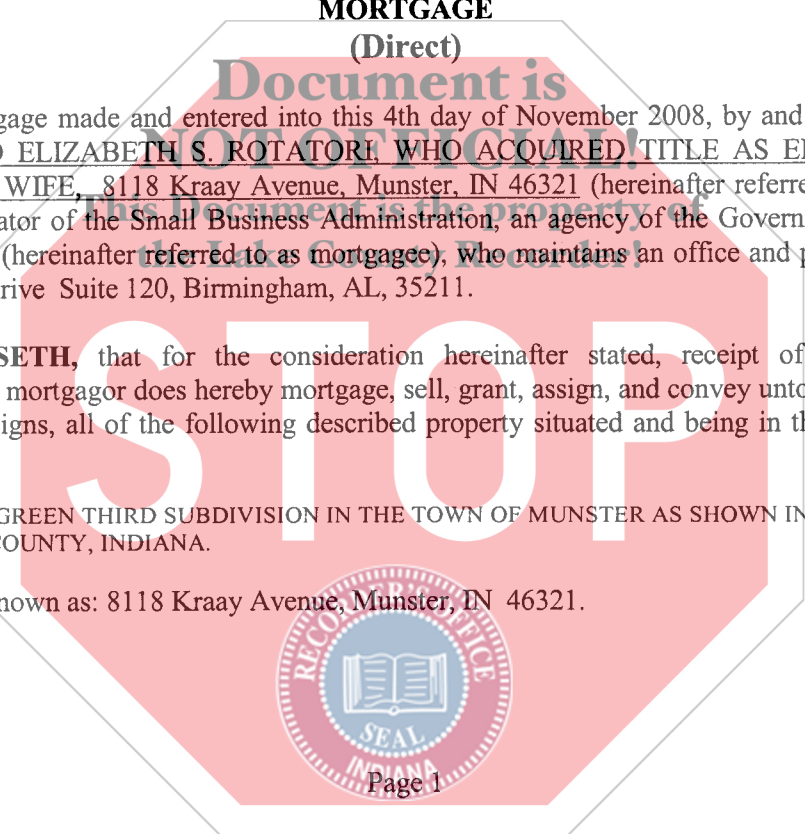 MORTGAGE
(Direct)
Document is
gage made and entered into this 4th day of November 2008, by and
NOT OFFICIAL!
ELIZABETH S. ROTATORI, WHO ACQUIRED TITLE AS
WIFE, 8118 Kraay Avenue, Munster, IN 46321 (hereinafter referre
This Document is the property of
ator of the Small Business Administration, an agency of the Govern
the Lake County Recorder!
(hereinafter referred to as mortgagee), who maintains an office and p
rive Suite 120, Birmingham, AL, 35211.
SETH, that for the consideration hereinafter stated, receipt of
mortgagor does hereby mortgage, sell, grant, assign, and convey unto
igns, all of the following described property situated and being in th
STOP
GREEN THIRD SUBDIVISION IN THE TOWN OF MUNSTER AS SHOWN IN
COUNTY, INDIANA.
nown as: 8118 Kraay Avenue, Munster, IN 46321.
RECORDER'S OFFICE
SEAL
INDIANA
Page 1